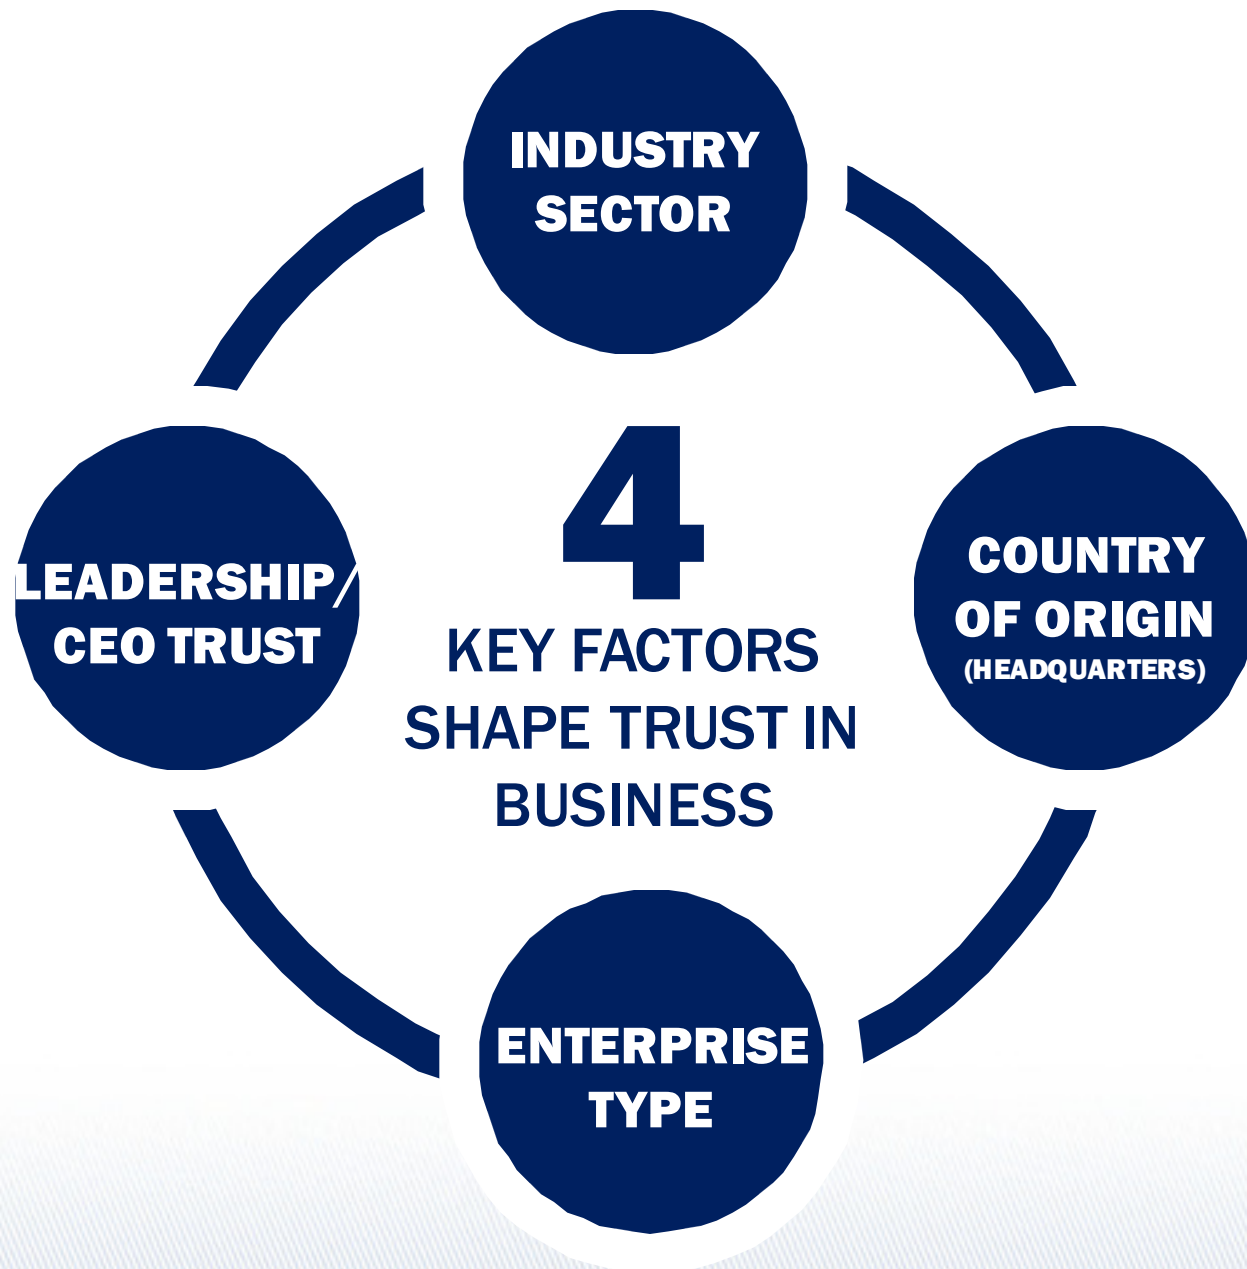 INDUSTRY
SECTOR
4
KEY FACTORS
SHAPE TRUST IN
BUSINESS
LEADERSHIP/
CEO TRUST
COUNTRY
OF ORIGIN
(HEADQUARTERS)
ENTERPRISE
TYPE